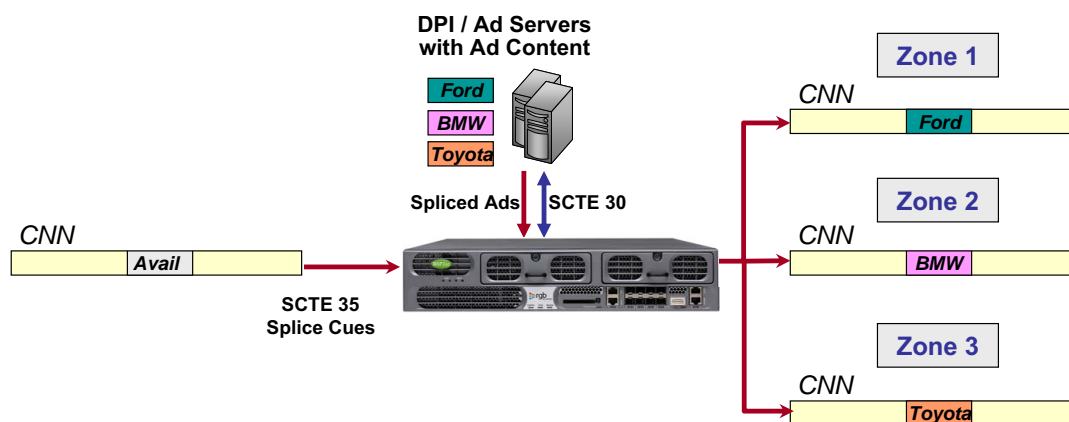 DPI / Ad Servers
with Ad Content
Ford
BMW
Toyota
Spliced Ads
SCTE 30
CNN
Avail
SCTE 35
Splice Cues
rgb
Zone 1
CNN
Ford
Zone 2
CNN
BMW
Zone 3
CNN
Toyota